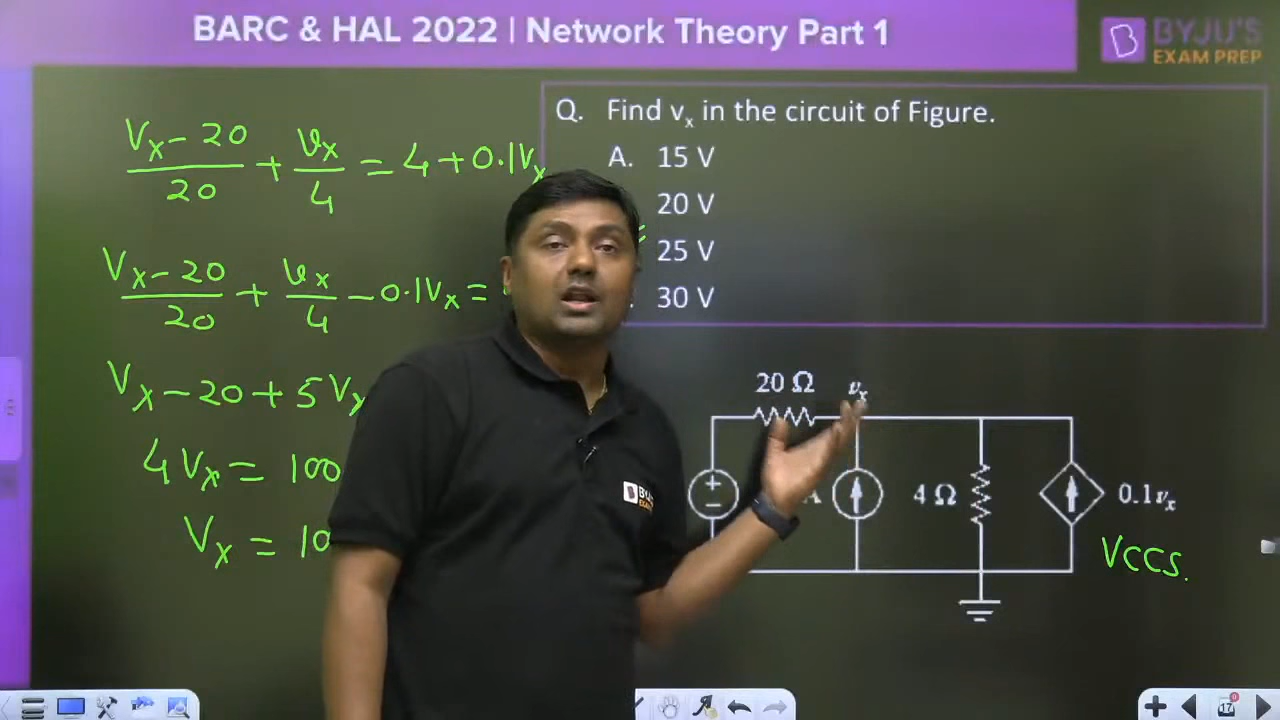 BARC & HAL 2022 | Network Theory Part 1
BYJU'S
EXAM PREP
Q. Find vx in the circuit of Figure.
A. 15 V
20 V
25 V
30 V
Vx - 20 / 20 + Vx / 4 = 4 + 0.1Vx
Vx - 20 / 20 + Vx / 4 - 0.1Vx =
Vx - 20 + 5Vx
4Vx = 100
Vx = 10
20 Ω
vx
4 Ω
0.1vx
VCCS.
17